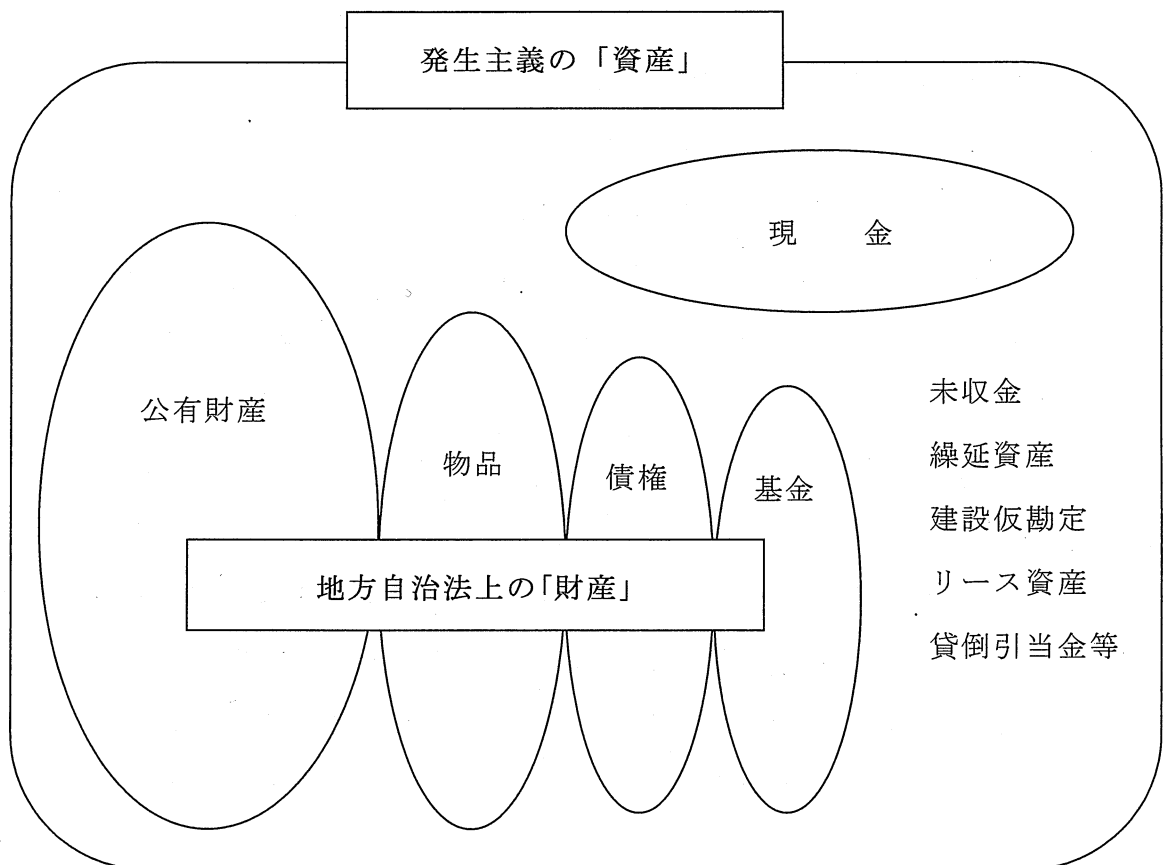 発生主義の「資産」
現　　金
公有財産
物品
債権
基金
地方自治法上の「財産」
未収金
繰延資産
建設仮勘定
リース資産
貸倒引当金等